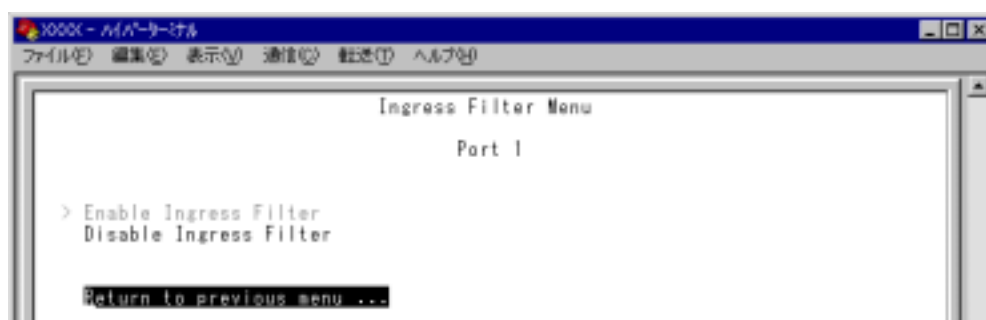 XXXX - ハイパーターミナル
ファイル(F) 編集(E) 表示(V) 通信(C) 転送(T) ヘルプ(H)
Ingress Filter Menu
Port 1
> Enable Ingress Filter
Disable Ingress Filter
Return to previous menu ...